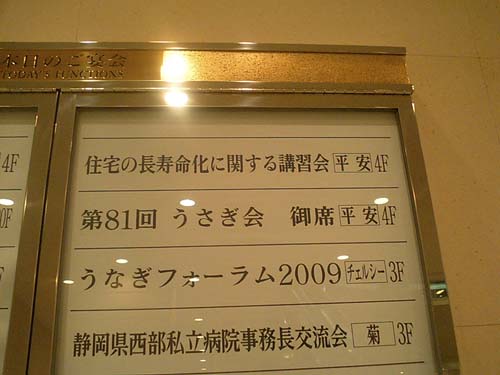 本日のご宴会
TODAY'S FUNCTIONS
4F
住宅の長寿命化に関する講習会 平安 4F
第81回 うさぎ会 御席 平安 4F
うなぎフォーラム2009 チェルシー 3F
静岡県西部私立病院事務長交流会 菊 3F